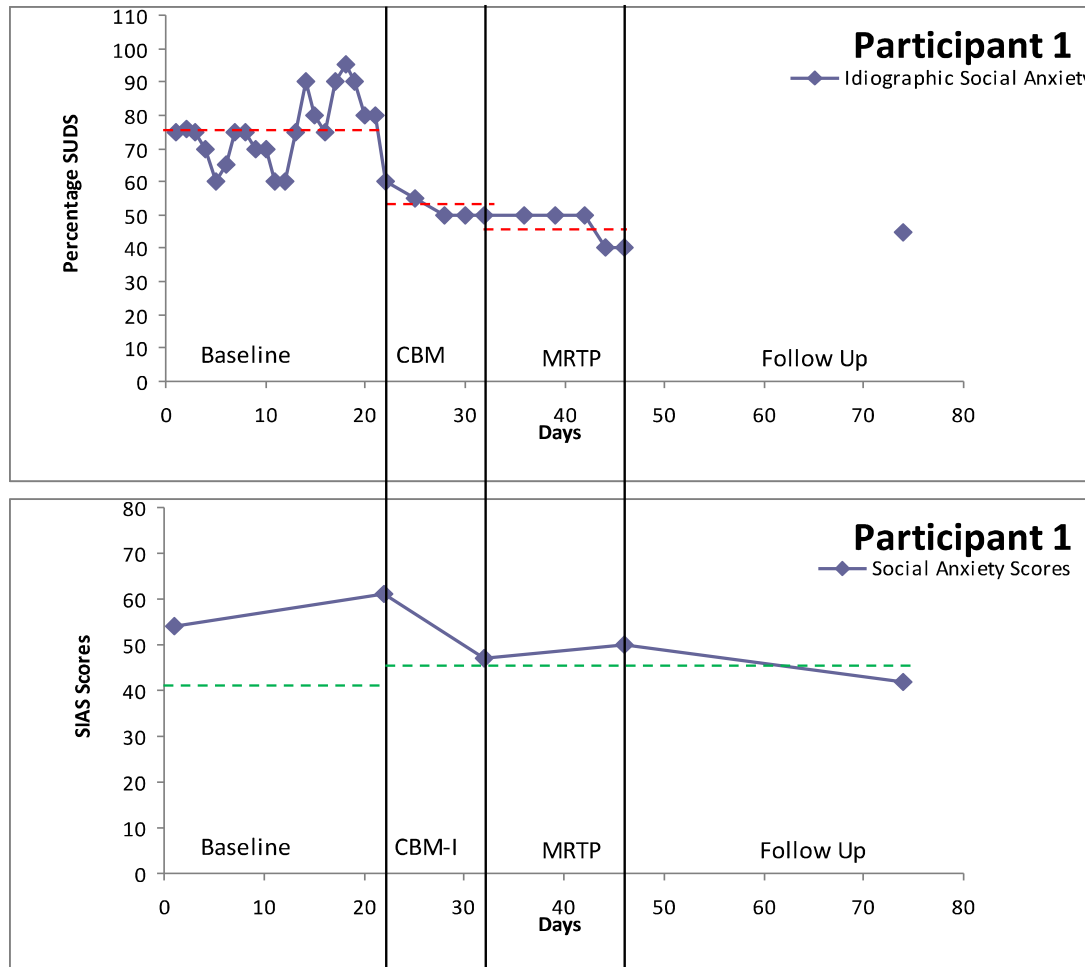 Participant 1
Idiographic Social Anxiety
Percentage SUDS
110
100
90
80
70
60
50
40
30
20
10
0
Baseline
CBM
MRTP
Follow Up
0 10 20 30 40 50 60 70 80
Days
Participant 1
Social Anxiety Scores
SIAS Scores
80
70
60
50
40
30
20
10
0
Baseline
CBM-I
MRTP
Follow Up
0 10 20 30 40 50 60 70 80
Days